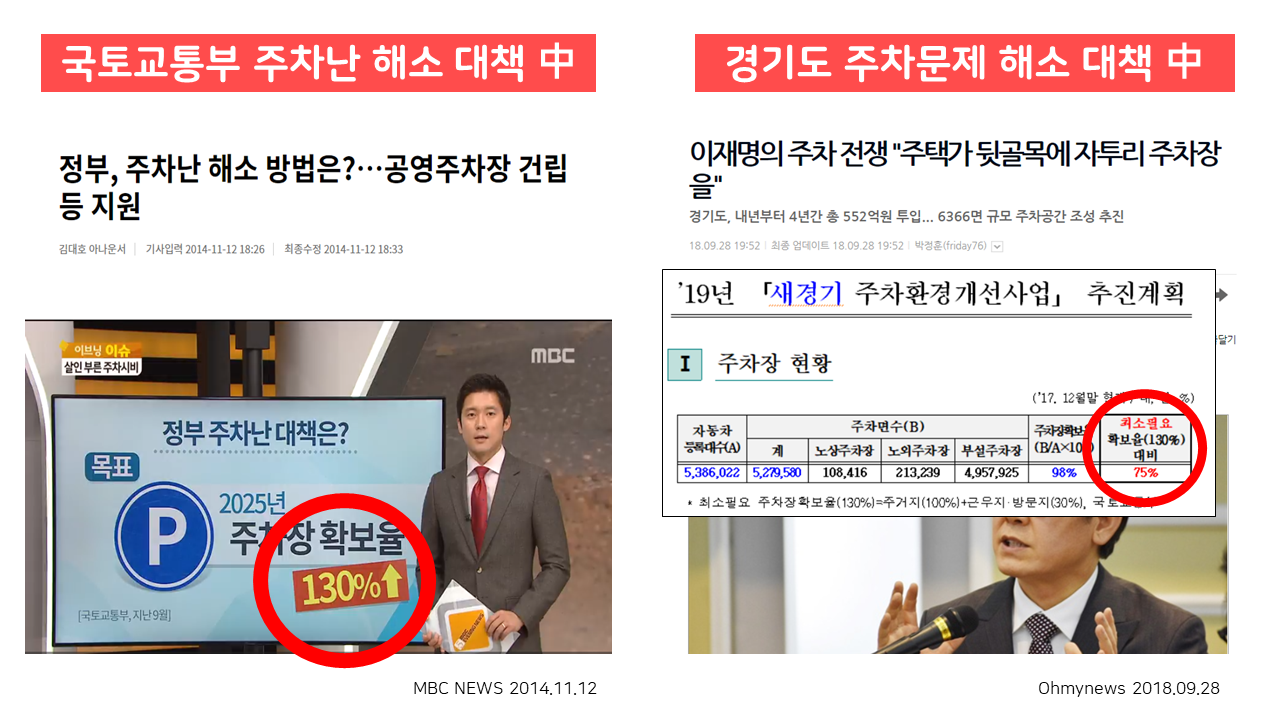 국토교통부 주차난 해소 대책 中
정부, 주차난 해소 방법은?…공영주차장 건립
등 지원
김대호 아나운서 | 기사입력 2014-11-12 18:26 | 최종수정 2014-11-12 18:33
이브닝 이슈
살인 부른 주차시비
MBC
정부 주차난 대책은?
목표
P
2025년
주차장 확보율
130%
[국토교통부, 지난 9월]
MBC NEWS 2014.11.12
경기도 주차문제 해소 대책 中
이재명의 주차 전쟁 "주택가 뒷골목에 자투리 주차장
을"
경기도, 내년부터 4년간 총 552억원 투입... 6366면 규모 주차공간 조성 추진
18.09.28 19:52 | 최종 업데이트 18.09.28 19:52 | 박정훈(friday76)
'19년 「새경기 주차환경개선사업」 추진계획
I 주차장 현황
('17. 12월말 %)
자동차
등록대수(A)
주차면수(B)
계 노상주차장 노외주차장 부설주차장
주차장확보율
(B/A×10
최소필요
확보율(130%)
대비
5,386,022 5,279,580 108,416 213,239 4,957,925 98% 75%
* 최소필요 주차장확보율(130%)=주거지(100%)+근무지·방문지(30%), 국토
달기
Ohmynews 2018.09.28